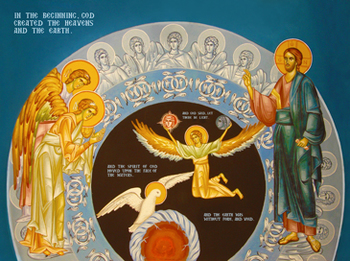 IN THE BEGINNING, GOD
CREATED THE HEAVENS
AND THE EARTH.
AND GOD SAID, LET
THERE BE LIGHT.
AND THE SPIRIT OF GOD
MOVED UPON THE FACE OF
THE WATERS.
AND THE EARTH WAS
WITHOUT FORM, AND VOID.